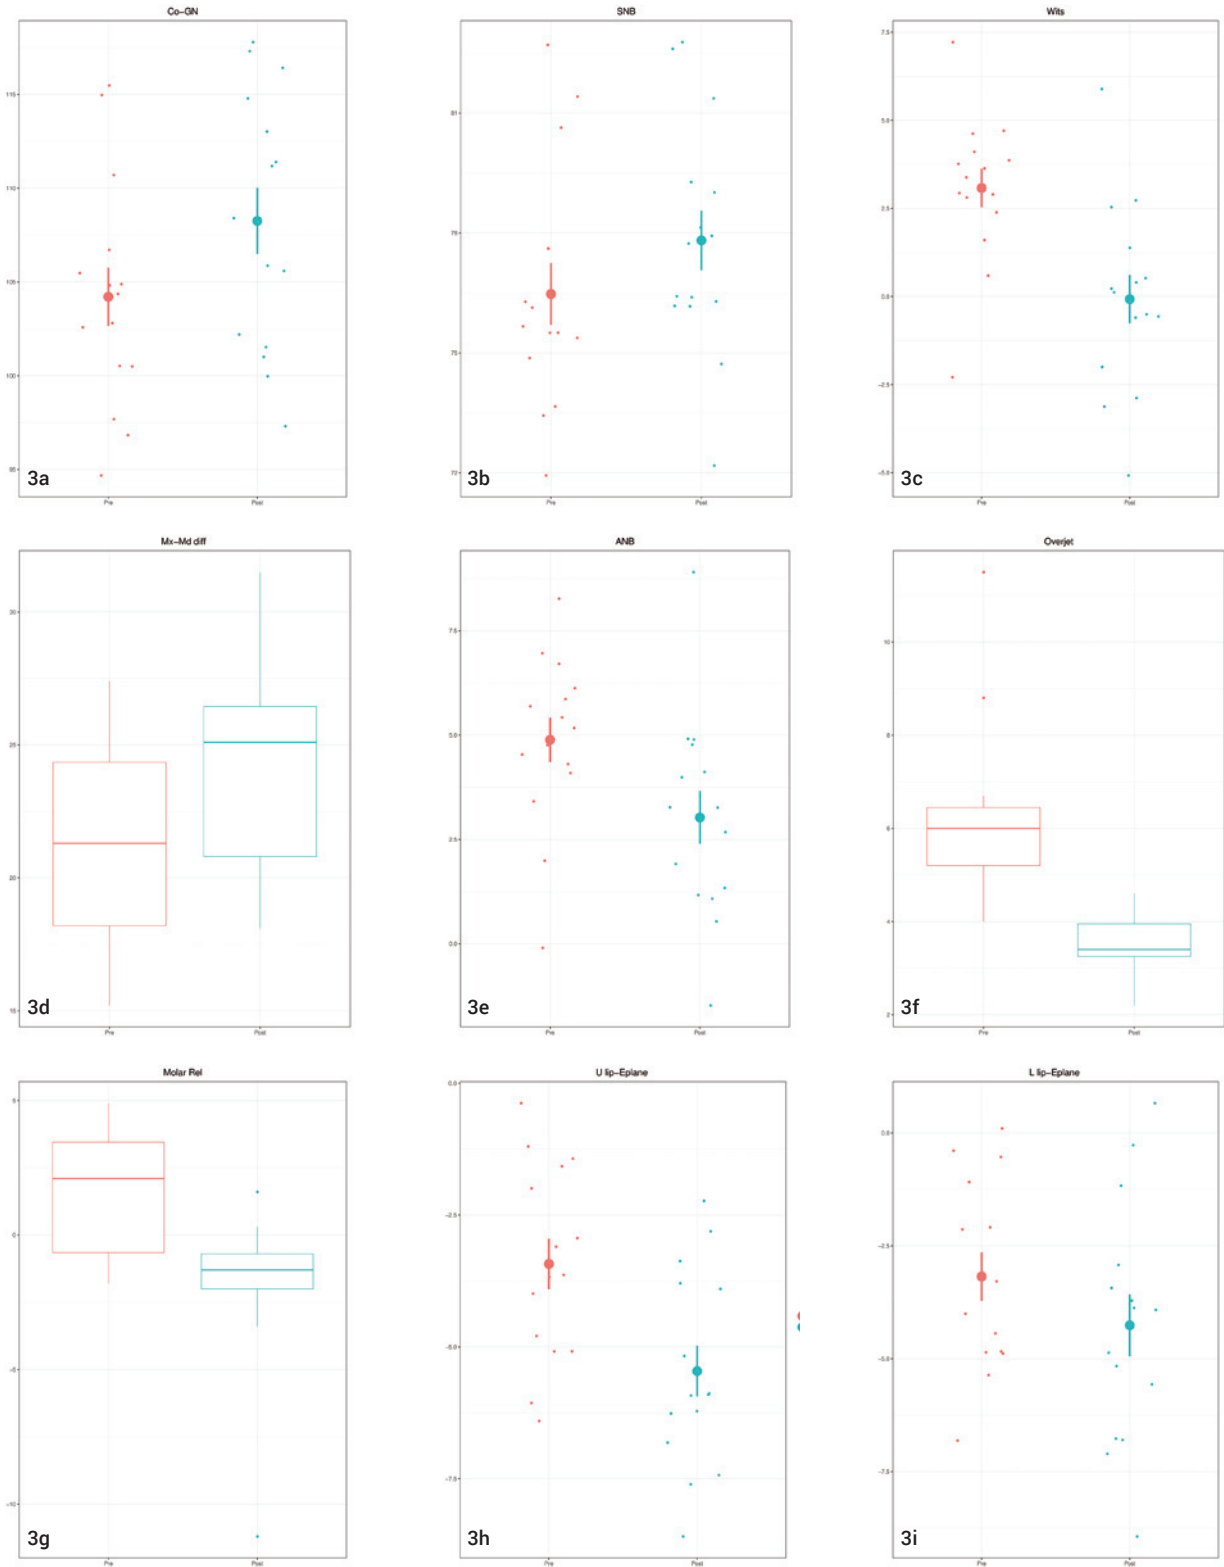 Co-GN
115
110
105
100
95
3a
Pre
Post
SNB
81
78
75
72
3b
Pre
Post
Wits
7.5
5.0
2.5
0.0
-2.5
-5.0
3c
Pre
Post
Mx-Md diff
30
25
20
15
3d
Pre
Post
ANB
7.5
5.0
2.5
0.0
3e
Pre
Post
Overjet
10
8
6
4
2
3f
Pre
Post
Molar Rel
5
0
-5
-10
3g
Pre
Post
U lip-Eplane
0.0
-2.5
-5.0
-7.5
3h
Pre
Post
L lip-Eplane
0.0
-2.5
-5.0
-7.5
3i
Pre
Post